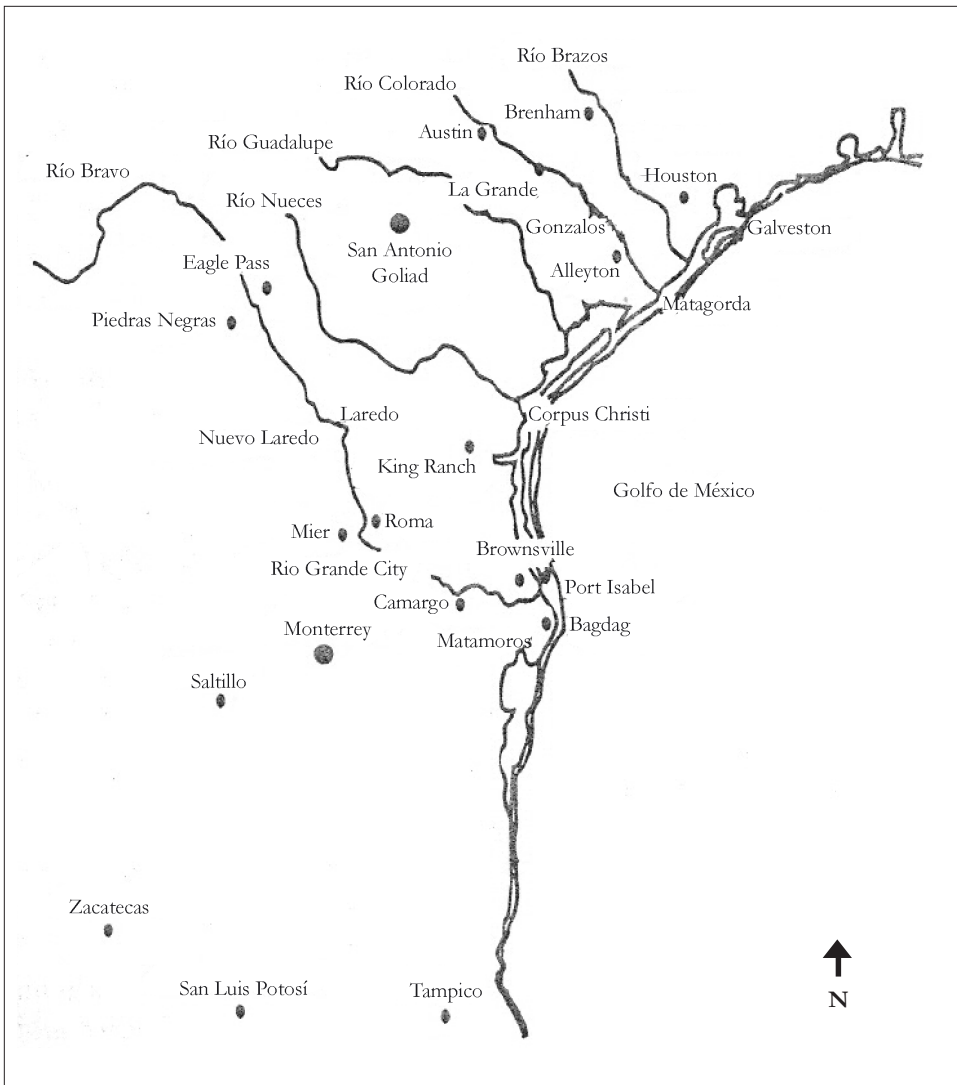 Río Brazos
Río Colorado
Brenham
Austin
Río Guadalupe
Río Bravo
La Grande
Houston
Río Nueces
Gonzalos
Galveston
San Antonio
Goliad
Eagle Pass
Alleyton
Matagorda
Piedras Negras
Laredo
Corpus Christi
Nuevo Laredo
King Ranch
Golfo de México
Roma
Mier
Brownsville
Rio Grande City
Port Isabel
Camargo
Bagdag
Monterrey
Matamoros
Saltillo
Zacatecas
San Luis Potosí
Tampico
N